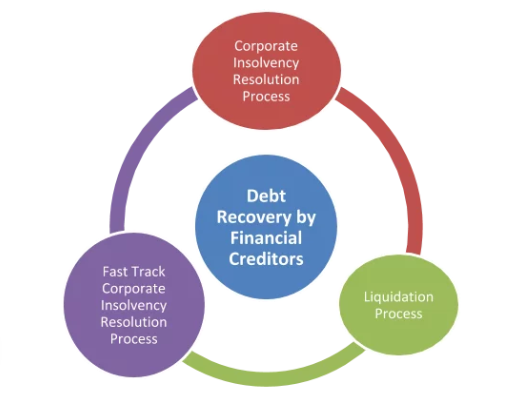 Corporate
Insolvency
Resolution
Process
Debt
Recovery by
Financial
Creditors
Fast Track
Corporate
Insolvency
Resolution
Process
Liquidation
Process